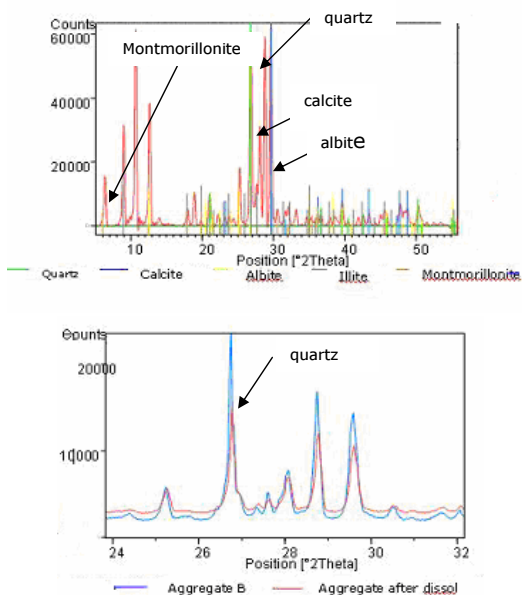 quartz
Counts
60000
Montmorillonite
40000
calcite
albite
20000
0
10 20 30 40 50
Position [°2Theta]
Quartz Calcite Albite Illite Montmorillonite
Counts
quartz
20000
10000
0
24 26 28 30 32
Position [°2Theta]
Aggregate B Aggregate after dissol